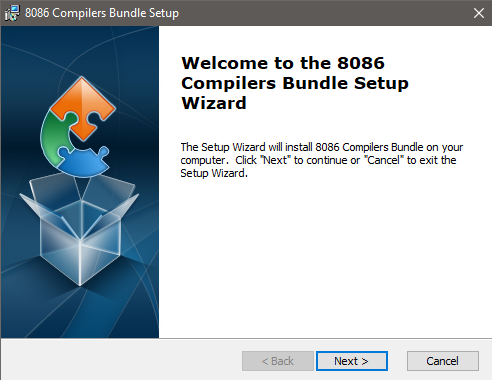 8086 Compilers Bundle Setup
Welcome to the 8086
Compilers Bundle Setup
Wizard
The Setup Wizard will install 8086 Compilers Bundle on your
computer. Click "Next" to continue or "Cancel" to exit the
Setup Wizard.
< Back Next > Cancel